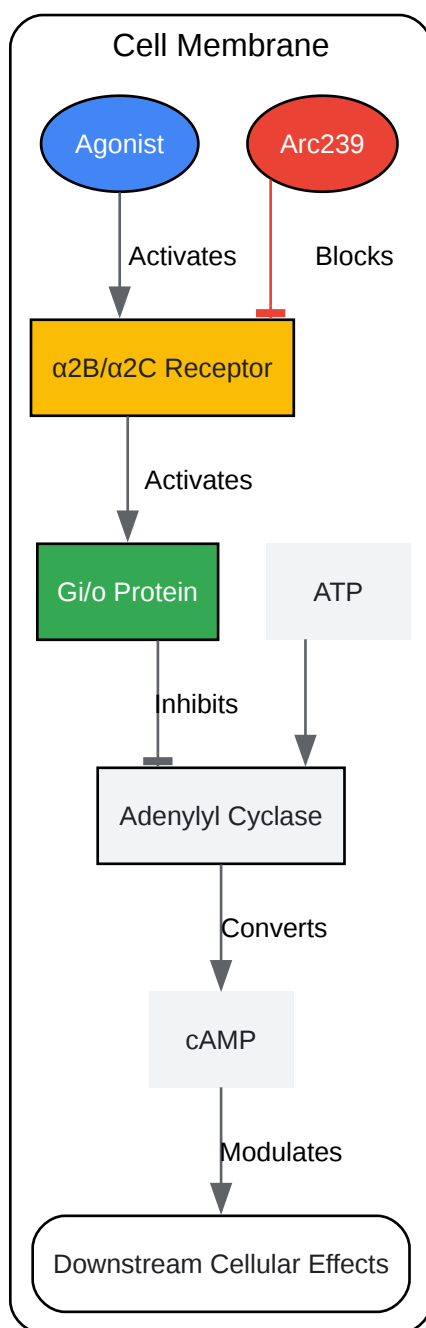 Cell Membrane
Agonist
Arc239
Activates
Blocks
α2B/α2C Receptor
Activates
Gi/o Protein
ATP
Inhibits
Adenylyl Cyclase
Converts
cAMP
Modulates
Downstream Cellular Effects